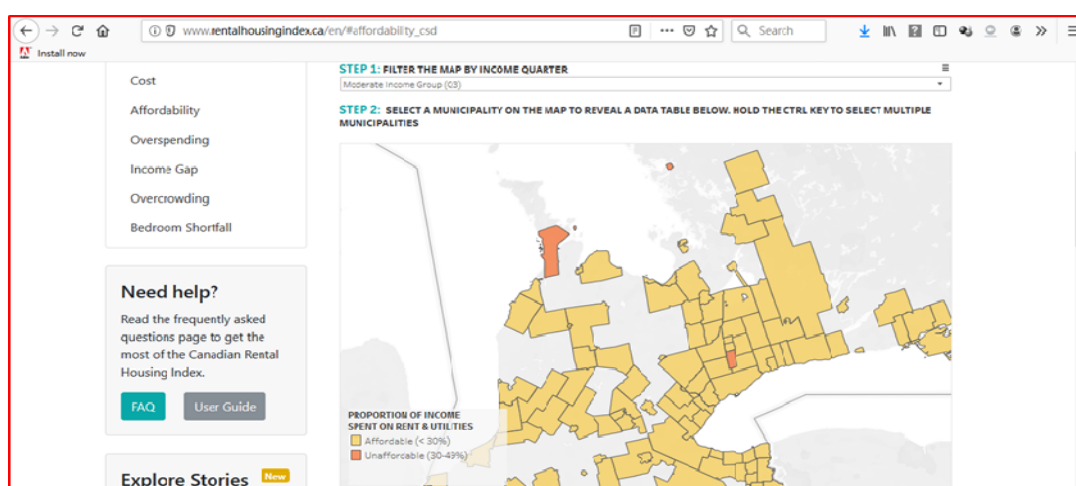 www.rentalhousingindex.ca/en/#affordability_csd
Search
Install now
Cost
Affordability
Overspending
Income Gap
Overcrowding
Bedroom Shortfall
Need help?
Read the frequently asked
questions page to get the
most of the Canadian Rental
Housing Index.
FAQ
User Guide
Explore Stories
New
STEP 1: FILTER THE MAP BY INCOME QUARTER
Moderate Income Group (Q3)
STEP 2: SELECT A MUNICIPALITY ON THE MAP TO REVEAL A DATA TABLE BELOW. HOLD THE CTRL KEY TO SELECT MULTIPLE
MUNICIPALITIES
PROPORTION OF INCOME
SPENT ON RENT & UTILITIES
Affordable (< 30%)
Unaffordable (30-49%)